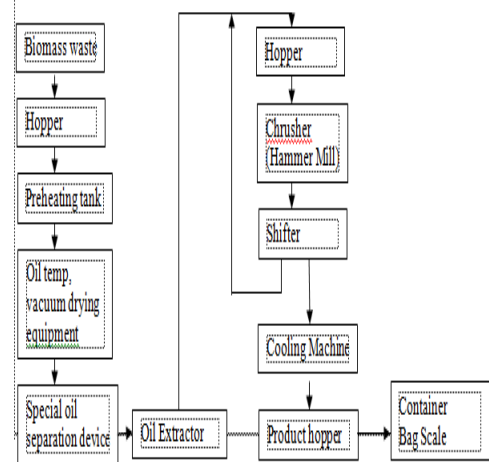 Biomass waste
Hopper
Preheating tank
Oil temp,
vacuum drying
equipment
Special oil
separation device
Oil Extractor
Hopper
Chrusher
(Hammer Mill)
Shifter
Cooling Machine
Product hopper
Container
Bag Scale